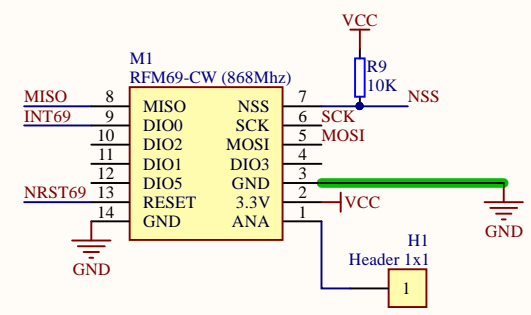 VCC
M1
RFM69-CW (868Mhz)
R9
10K
MISO 8 MISO NSS 7 NSS
INT69 9 DIO0 SCK 6 SCK
10 DIO2 MOSI 5 MOSI
11 DIO1 DIO3 4
12 DIO5 GND 3
NRST69 13 RESET 3.3V 2 VCC
14 GND ANA 1
GND
GND
H1
Header 1x1
1